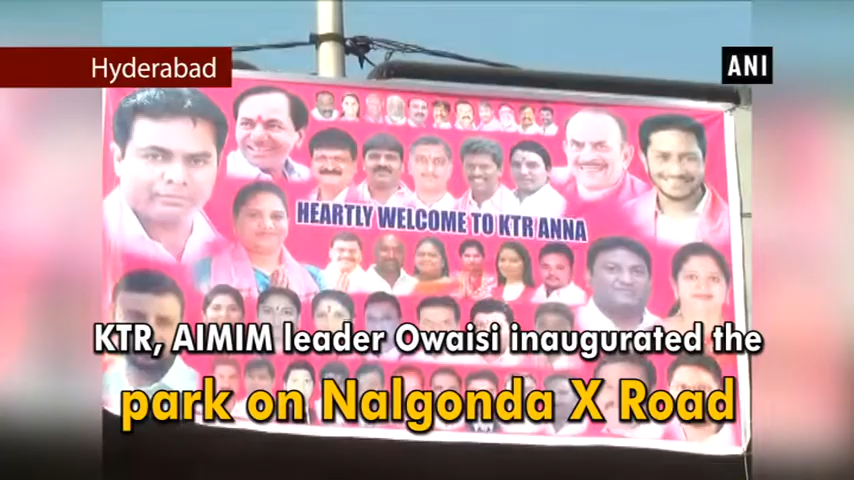 Hyderabad
ANI
HEARTLY WELCOME TO KTR ANNA
KTR, AIMIM leader Owaisi inaugurated the
park on Nalgonda X Road